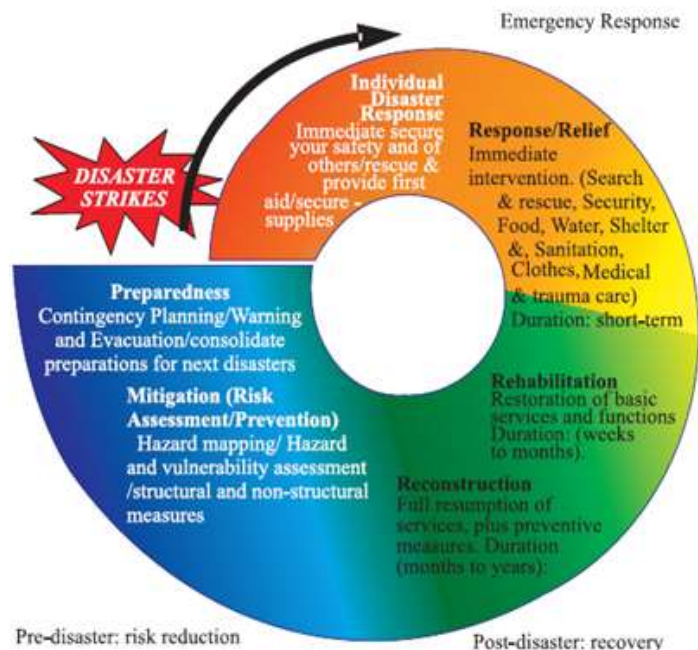 Emergency Response
DISASTER
STRIKES
Individual
Disaster
Response
Immediate secure
your safety and of
others/rescue &
provide first
aid/secure -
supplies
Response/Relief
Immediate
intervention. (Search
& rescue, Security,
Food, Water, Shelter
&, Sanitation,
Clothes, Medical
& trauma care)
Duration: short-term
Rehabilitation
Restoration of basic
services and functions
Duration: (weeks
to months).
Reconstruction
Full resumption of
services, plus preventive
measures. Duration
(months to years):
Preparedness
Contingency Planning/Warning
and Evacuation/consolidate
preparations for next disasters
Mitigation (Risk
Assessment/Prevention)
Hazard mapping/ Hazard
and vulnerability assessment
/structural and non-structural
measures
Pre-disaster: risk reduction
Post-disaster: recovery